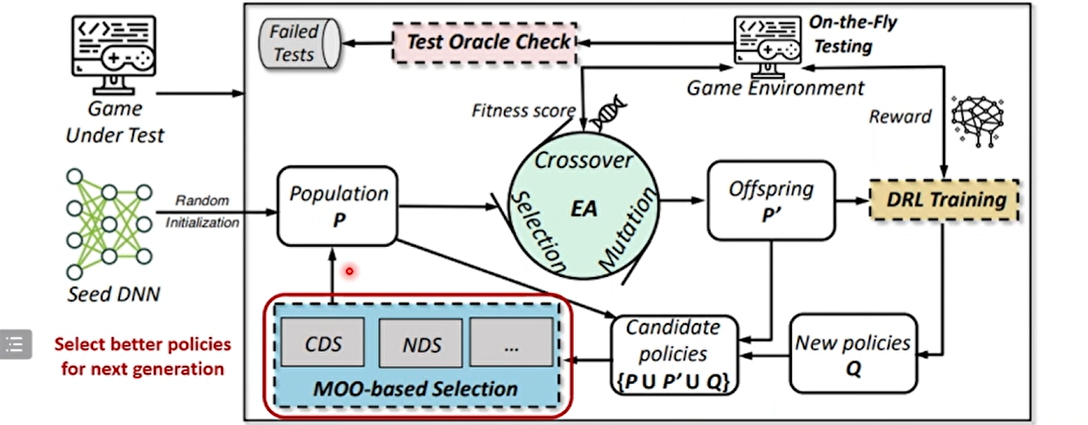 Failed
Tests
Test Oracle Check
On-the-Fly
Testing
Game Environment
Game
Under Test
Fitness score
Reward
Crossover
Selection
EA
Mutation
Random
Initialization
Population
P
Offspring
P'
DRL Training
Seed DNN
Select better policies
for next generation
CDS
NDS
...
MOO-based Selection
Candidate
policies
{P U P' U Q}
New policies
Q